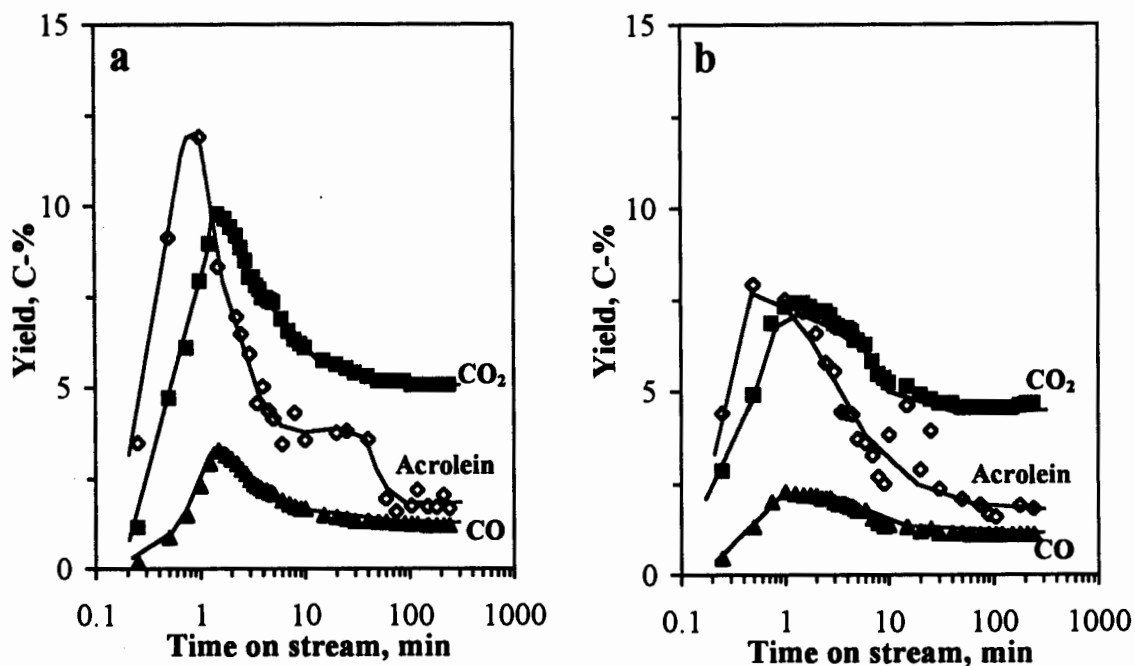 a
15
10
5
0
Yield, C-%
CO₂
Acrolein
CO
0.1 1 10 100 1000
Time on stream, min
b
15
10
5
0
Yield, C-%
CO₂
Acrolein
CO
0.1 1 10 100 1000
Time on stream, min